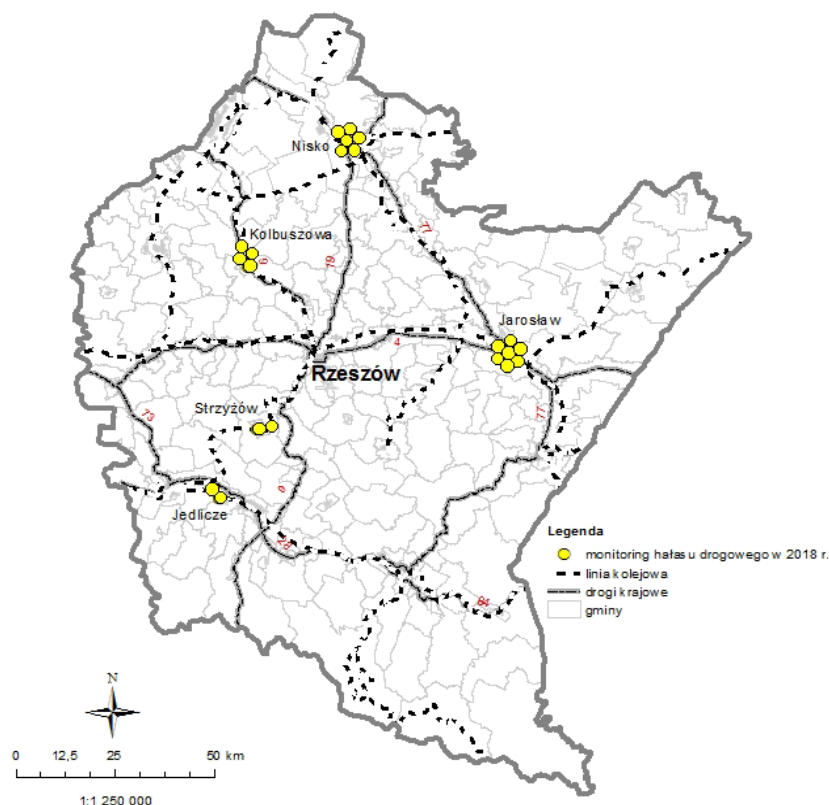 Nisko
Kolbuszowa
9
19
77
Jarosław
4
Rzeszów
Strzyżów
73
77
9
Jedlicze
28
84
Legenda
monitoring hałasu drogowego w 2018 r.
linia kolejowa
drogi krajowe
gminy
N
0 12,5 25 50 km
1:1 250 000